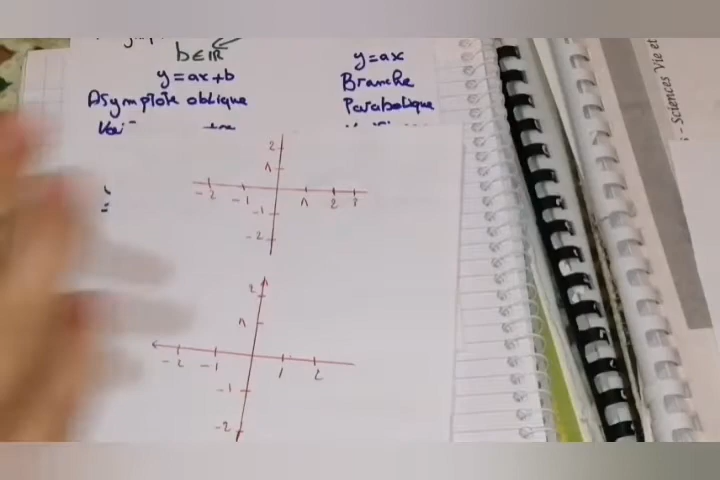 b∈ℝ
y=ax+b
Asymptote oblique
y=ax
Branche
Parabolique
2
1
-2 -1 1 2
-1
-2
2
1
-2 -1 1 2
-1
-2
- Sciences Vie et